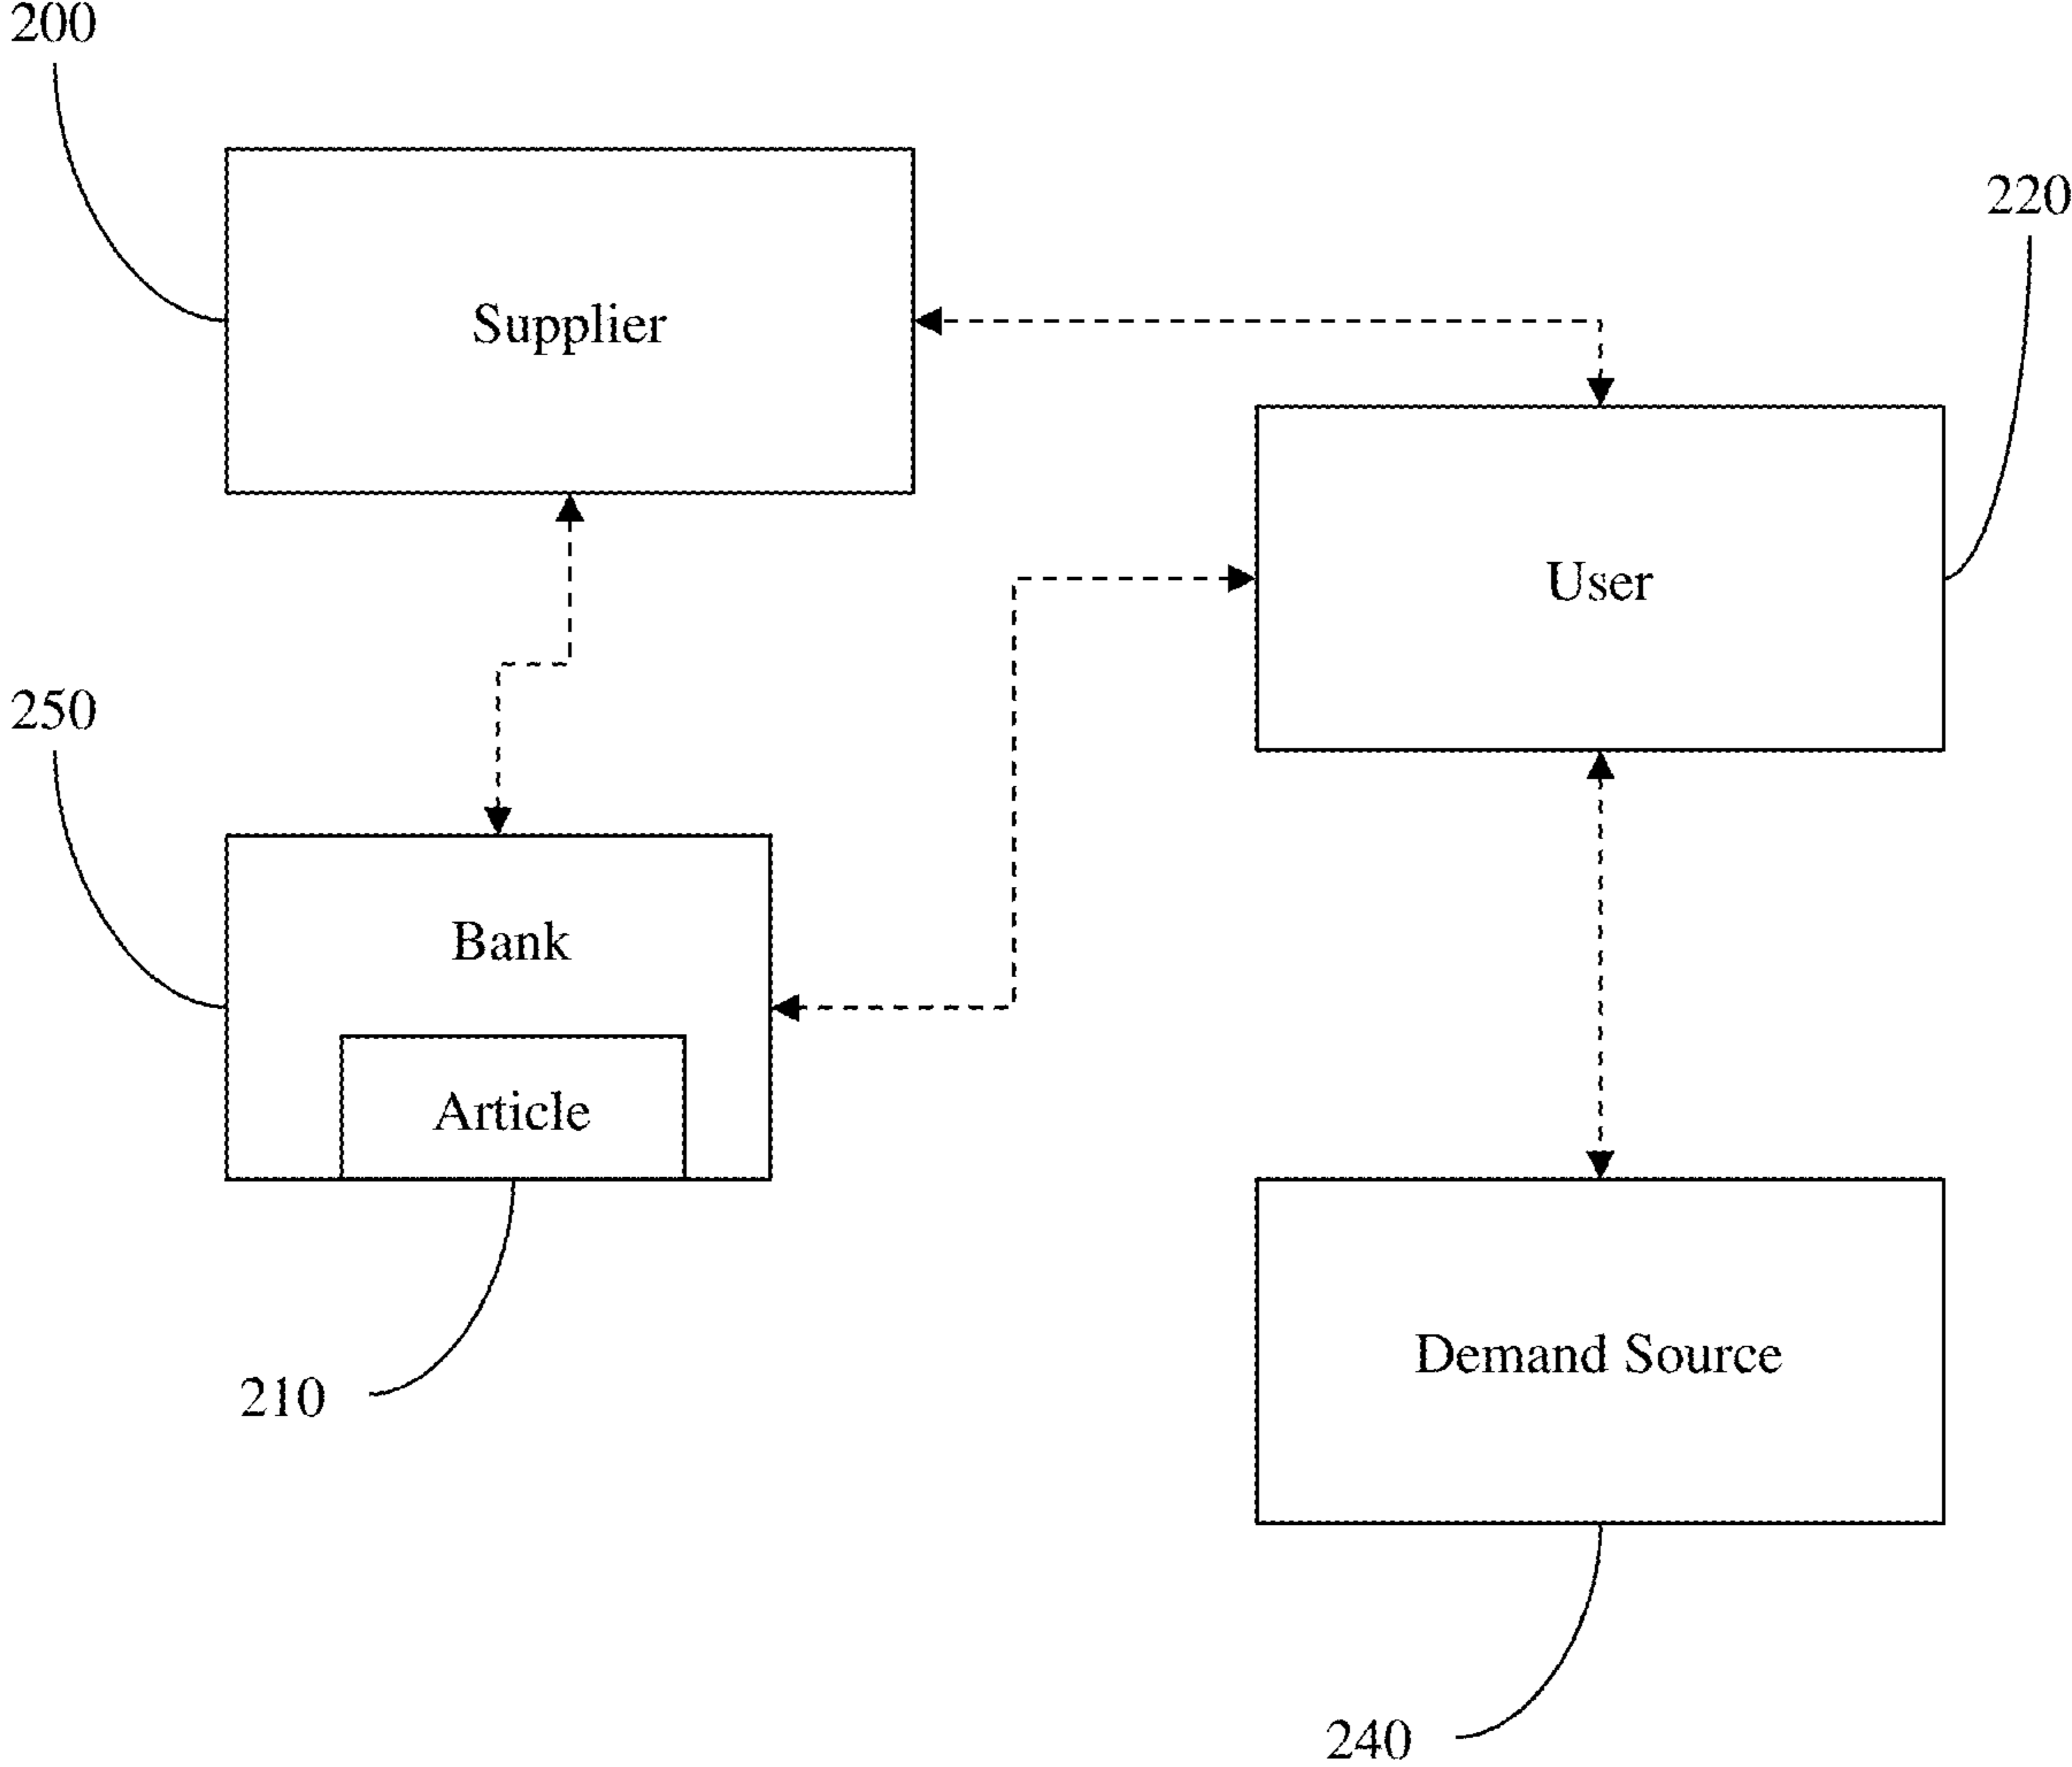 200
220
Supplier
User
250
Bank
Article
Demand Source
210
240